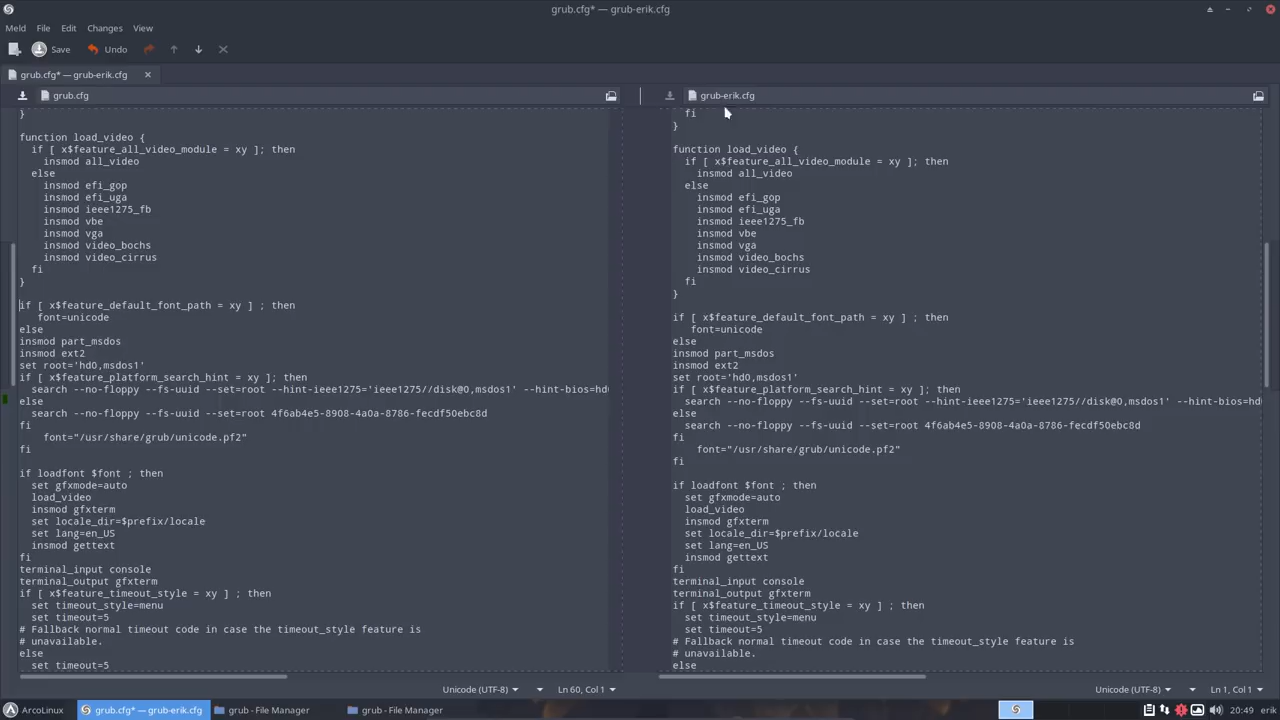 grub.cfg* — grub-erik.cfg
Meld File Edit Changes View
Save Undo
grub.cfg* — grub-erik.cfg
grub.cfg
}
function load_video {
if [ x$feature_all_video_module = xy ]; then
insmod all_video
else
insmod efi_gop
insmod efi_uga
insmod ieee1275_fb
insmod vbe
insmod vga
insmod video_bochs
insmod video_cirrus
fi
}
if [ x$feature_default_font_path = xy ] ; then
font=unicode
else
insmod part_msdos
insmod ext2
set root='hd0,msdos1'
if [ x$feature_platform_search_hint = xy ]; then
search --no-floppy --fs-uuid --set=root --hint-ieee1275='ieee1275//disk@0,msdos1' --hint-bios=hd0
else
search --no-floppy --fs-uuid --set=root 4f6ab4e5-8908-4a0a-8786-fecdf50ebc8d
fi
font="/usr/share/grub/unicode.pf2"
fi
if loadfont $font ; then
set gfxmode=auto
load_video
insmod gfxterm
set locale_dir=$prefix/locale
set lang=en_US
insmod gettext
fi
terminal_input console
terminal_output gfxterm
if [ x$feature_timeout_style = xy ] ; then
set timeout_style=menu
set timeout=5
# Fallback normal timeout code in case the timeout_style feature is
# unavailable.
else
set timeout=5
Unicode (UTF-8) Ln 60, Col 1
grub-erik.cfg
fi
}
function load_video {
if [ x$feature_all_video_module = xy ]; then
insmod all_video
else
insmod efi_gop
insmod efi_uga
insmod ieee1275_fb
insmod vbe
insmod vga
insmod video_bochs
insmod video_cirrus
fi
}
if [ x$feature_default_font_path = xy ] ; then
font=unicode
else
insmod part_msdos
insmod ext2
set root='hd0,msdos1'
if [ x$feature_platform_search_hint = xy ]; then
search --no-floppy --fs-uuid --set=root --hint-ieee1275='ieee1275//disk@0,msdos1' --hint-bios=hd0
else
search --no-floppy --fs-uuid --set=root 4f6ab4e5-8908-4a0a-8786-fecdf50ebc8d
fi
font="/usr/share/grub/unicode.pf2"
fi
if loadfont $font ; then
set gfxmode=auto
load_video
insmod gfxterm
set locale_dir=$prefix/locale
set lang=en_US
insmod gettext
fi
terminal_input console
terminal_output gfxterm
if [ x$feature_timeout_style = xy ] ; then
set timeout_style=menu
set timeout=5
# Fallback normal timeout code in case the timeout_style feature is
# unavailable.
else
Unicode (UTF-8) Ln 1, Col 1
ArcoLinux grub.cfg* — grub-erik.cfg grub - File Manager grub - File Manager 20:49 erik